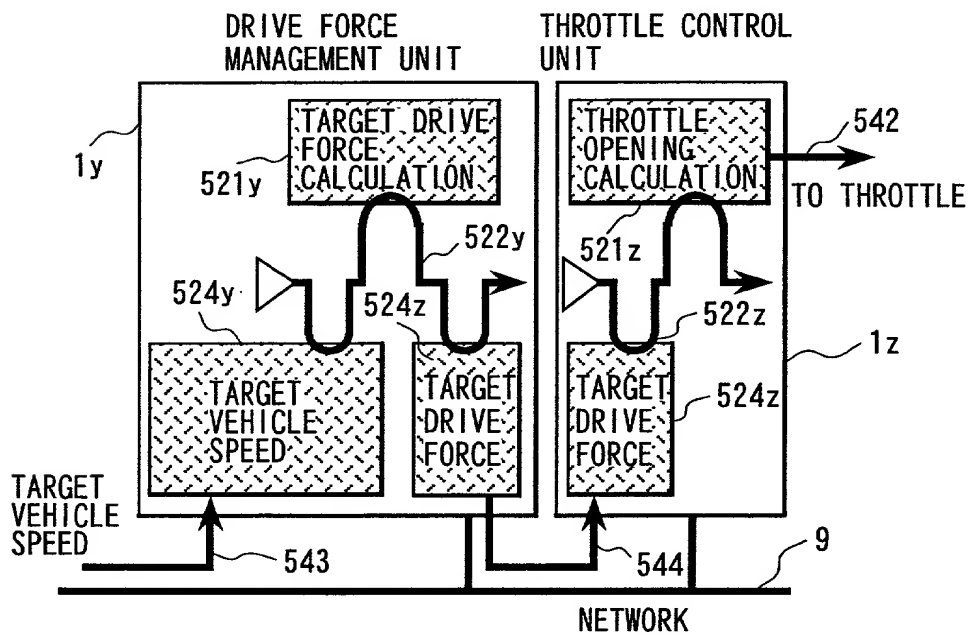 DRIVE FORCE
MANAGEMENT UNIT
THROTTLE CONTROL
UNIT
1y
TARGET DRIVE
FORCE
CALCULATION
521y
THROTTLE
OPENING
CALCULATION
542
TO THROTTLE
522y
521z
524y
524z
522z
1z
TARGET
VEHICLE
SPEED
TARGET
DRIVE
FORCE
TARGET
DRIVE
FORCE
524z
TARGET
VEHICLE
SPEED
543
544
9
NETWORK